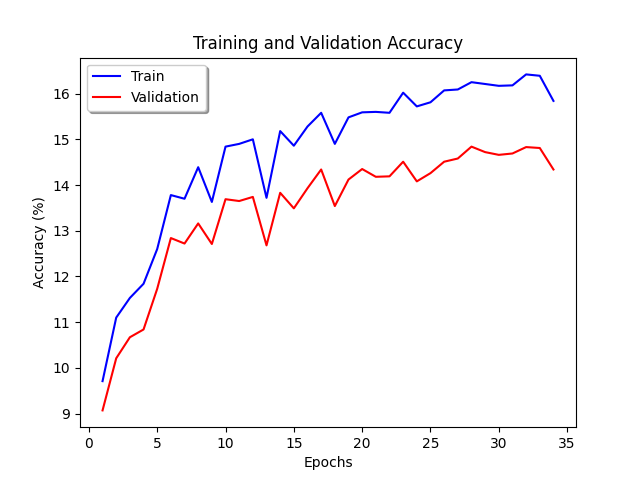 Training and Validation Accuracy
Train
Validation
Accuracy (%)
16
15
14
13
12
11
10
9
0 5 10 15 20 25 30 35
Epochs